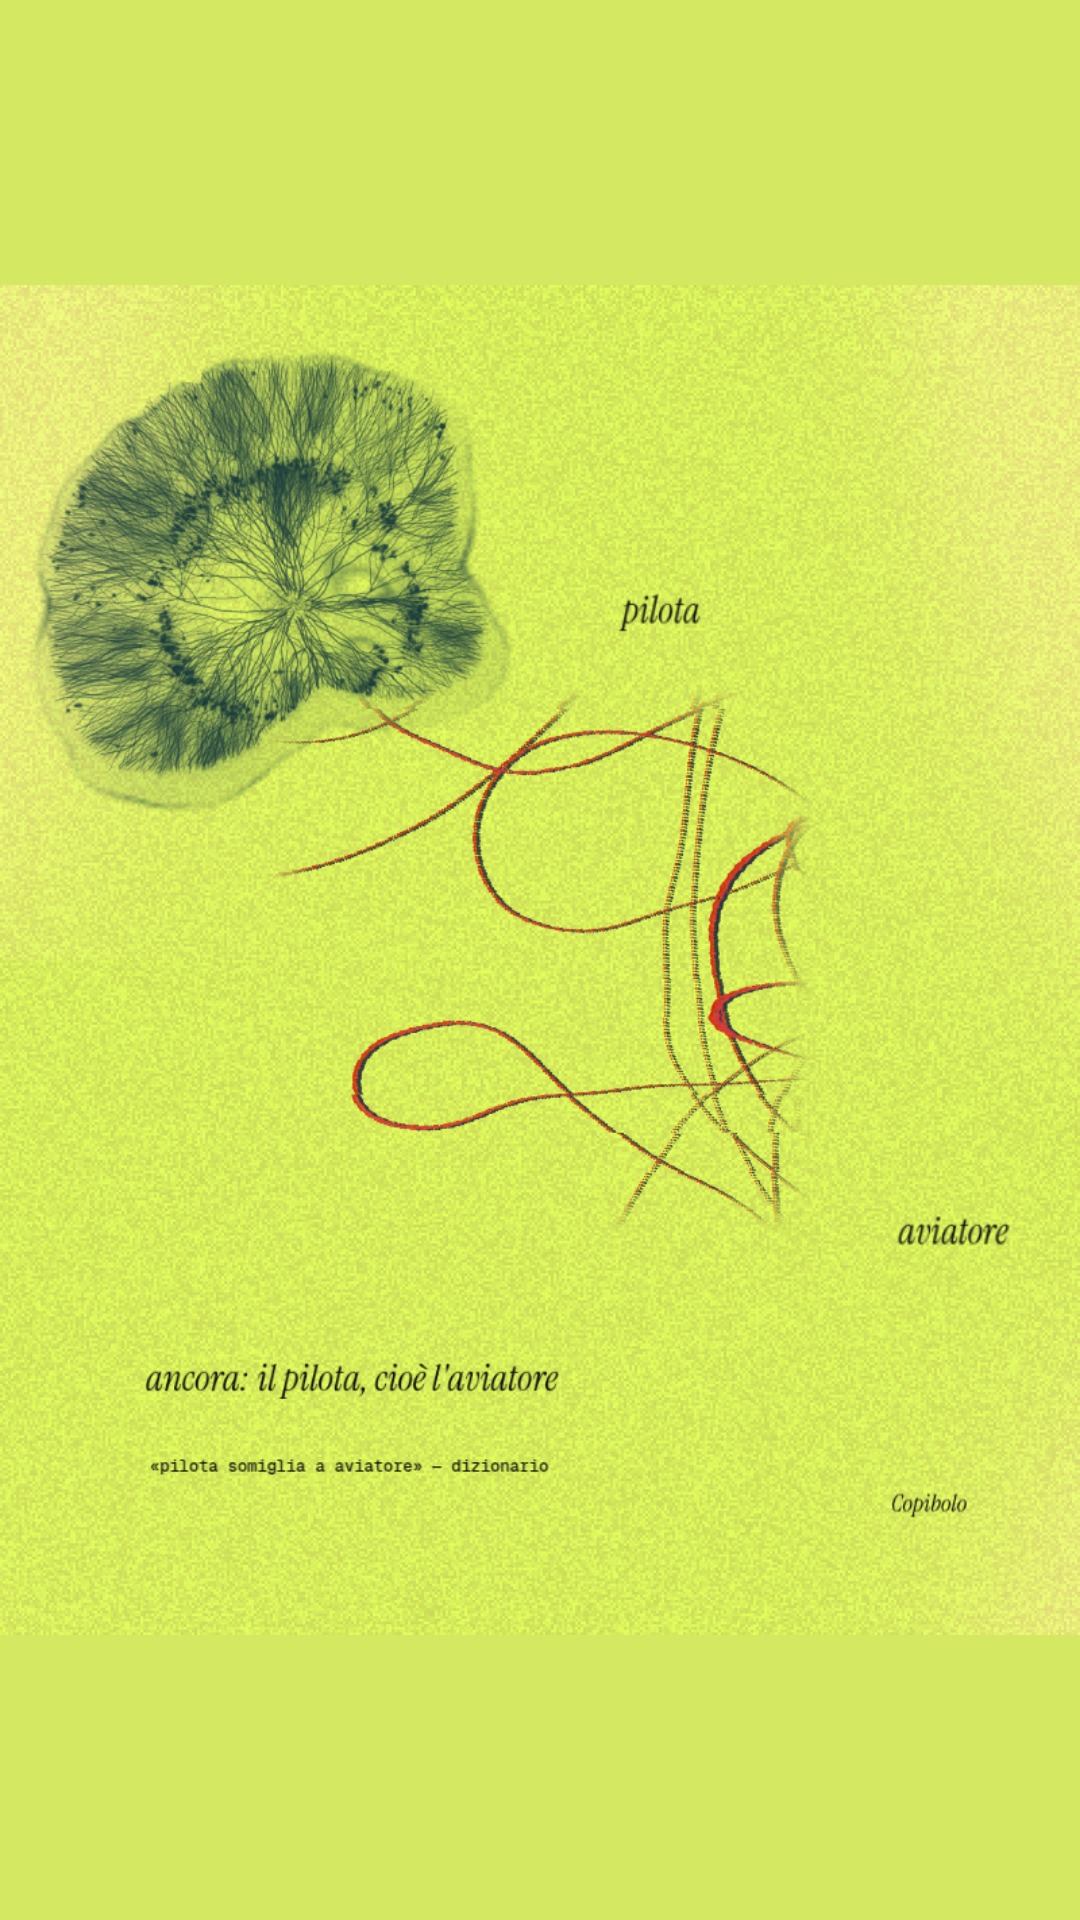 pilota
aviatore
ancora: il pilota, cioè l'aviatore
«pilota somiglia a aviatore» — dizionario
Copibolo